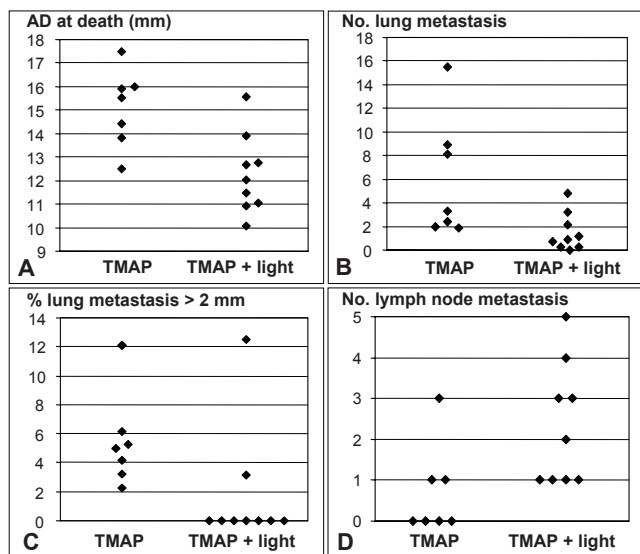 AD at death (mm)
18
17
16
15
14
13
12
11
10
9
A
TMAP
TMAP + light
No. lung metastasis
18
16
14
12
10
8
6
4
2
0
B
TMAP
TMAP + light
% lung metastasis > 2 mm
14
12
10
8
6
4
2
0
C
TMAP
TMAP + light
No. lymph node metastasis
5
4
3
2
1
0
D
TMAP
TMAP + light